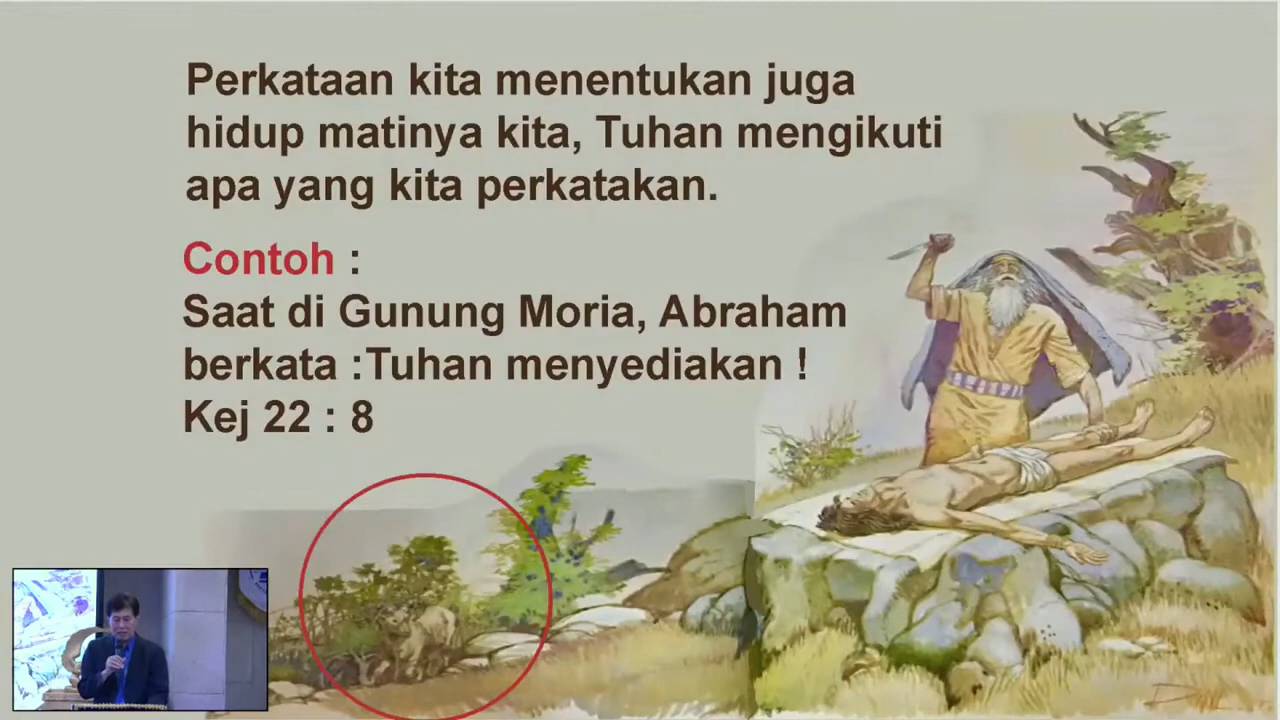 Perkataan kita menentukan juga
hidup matinya kita, Tuhan mengikuti
apa yang kita perkatakan.
Contoh :
Saat di Gunung Moria, Abraham
berkata :Tuhan menyediakan !
Kej 22 : 8